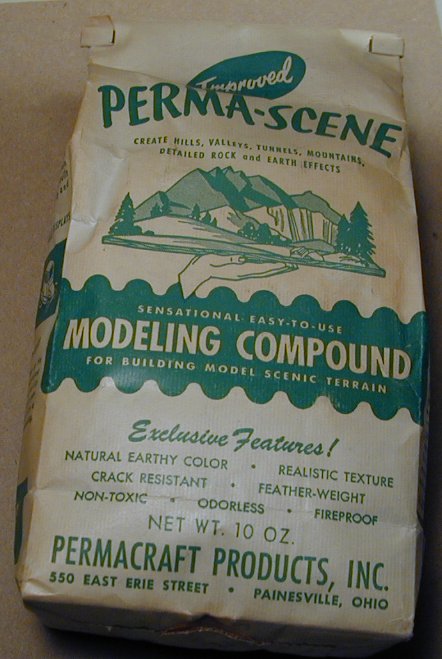 Improved
PERMA-SCENE
CREATE HILLS, VALLEYS, TUNNELS, MOUNTAINS,
DETAILED ROCK and EARTH EFFECTS
SENSATIONAL EASY-TO-USE
MODELING COMPOUND
FOR BUILDING MODEL SCENIC TERRAIN
Exclusive Features!
NATURAL EARTHY COLOR • REALISTIC TEXTURE
CRACK RESISTANT • FEATHER-WEIGHT
NON-TOXIC • ODORLESS • FIREPROOF
NET WT. 10 OZ.
PERMACRAFT PRODUCTS, INC.
550 EAST ERIE STREET • PAINESVILLE, OHIO